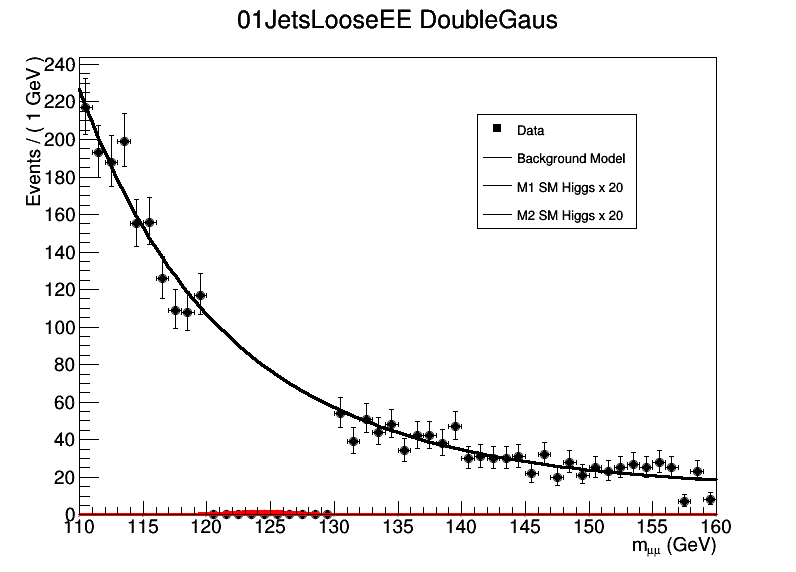 01JetsLooseEE DoubleGaus
Events / ( 1 GeV )
240
220
200
180
160
140
120
100
80
60
40
20
0
Data
Background Model
M1 SM Higgs x 20
M2 SM Higgs x 20
110 115 120 125 130 135 140 145 150 155 160
m_μμ (GeV)